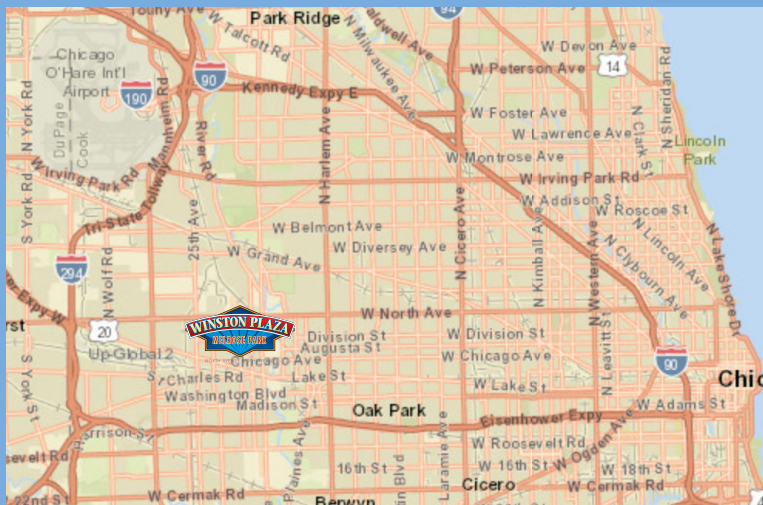 Touhy Ave
Park Ridge
94
N Caldwell Ave
W Talcott Rd
N Milwaukee Ave
W Devon Ave
W Peterson Ave
14
N Sheridan Rd
Chicago
O'Hare Int'l
Airport
190
90
Kennedy Expy E
N York Rd
DuPage
Cook
Mannheim Rd
River Rd
N Harlem Ave
W Foster Ave
W Lawrence Ave
N Clark St
Lincoln
Park
W Montrose Ave
W Irving Park Rd
W Irving Park Rd
Tri-State Tollway
S York Rd
25th Ave
W Addison St
W Roscoe St
W Belmont Ave
W Diversey Ave
W Grand Ave
N Cicero Ave
N Kimball Ave
N Western Ave
N Clybourn Ave
N Lincoln Ave
N Lake Shore Dr
294
N Wolf Rd
Expy W
20
WINSTON PLAZA
MELROSE PARK
W North Ave
Division St
Augusta St
W Division St
Chicago Ave
W Chicago Ave
Up-Global 2
N Leavitt St
90
S York St
Charles Rd
Lake St
W Lake St
Washington Blvd
Madison St
Oak Park
Eisenhower Expy
W Adams St
Harrison St
Plaines Ave
Laramie Ave
W Roosevelt Rd
W Ogden Ave
16th St
W 16th St
W 18th St
Cicero
W 22nd St
W Cermak Rd
W Cermak Rd
Berwyn